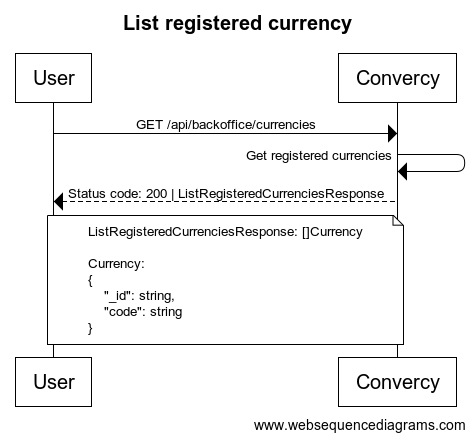 List registered currency
User
Convercy
GET /api/backoffice/currencies
Get registered currencies
Status code: 200 | ListRegisteredCurrenciesResponse
ListRegisteredCurrenciesResponse: []Currency
Currency:
{
"_id": string,
"code": string
}
User
Convercy
www.websequencediagrams.com